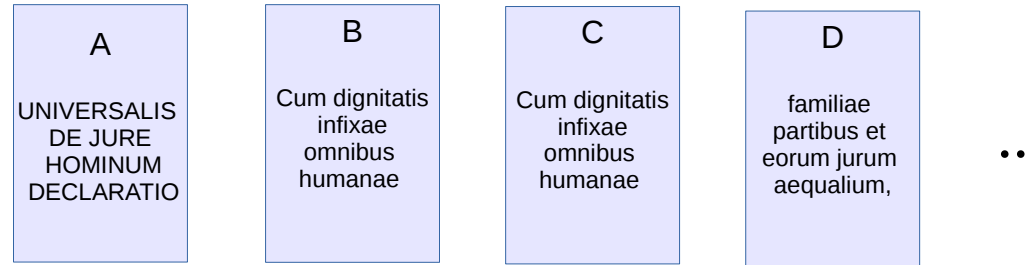 A
UNIVERSALIS
DE JURE
HOMINUM
DECLARATIO
B
Cum dignitatis
infixae
omnibus
humanae
C
Cum dignitatis
infixae
omnibus
humanae
D
familiae
partibus et
eorum jurum
aequalium,
..